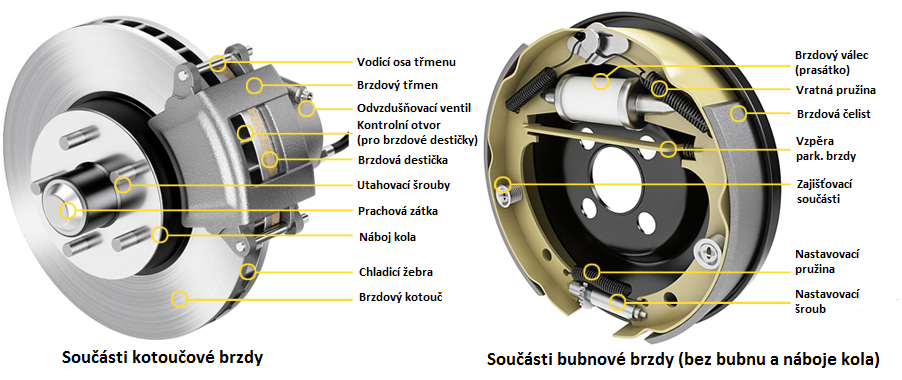 Vodicí osa třmenu
Brzdový třmen
Odvzdušňovací ventil
Kontrolní otvor
(pro brzdové destičky)
Brzdová destička
Utahovací šrouby
Prachová zátka
Náboj kola
Chladicí žebra
Brzdový kotouč
Součásti kotoučové brzdy
Brzdový válec
(prasátko)
Vratná pružina
Brzdová čelist
Vzpěra
park. brzdy
Zajišťovací
součásti
Nastavovací
pružina
Nastavovací
šroub
Součásti bubnové brzdy (bez bubnu a náboje kola)